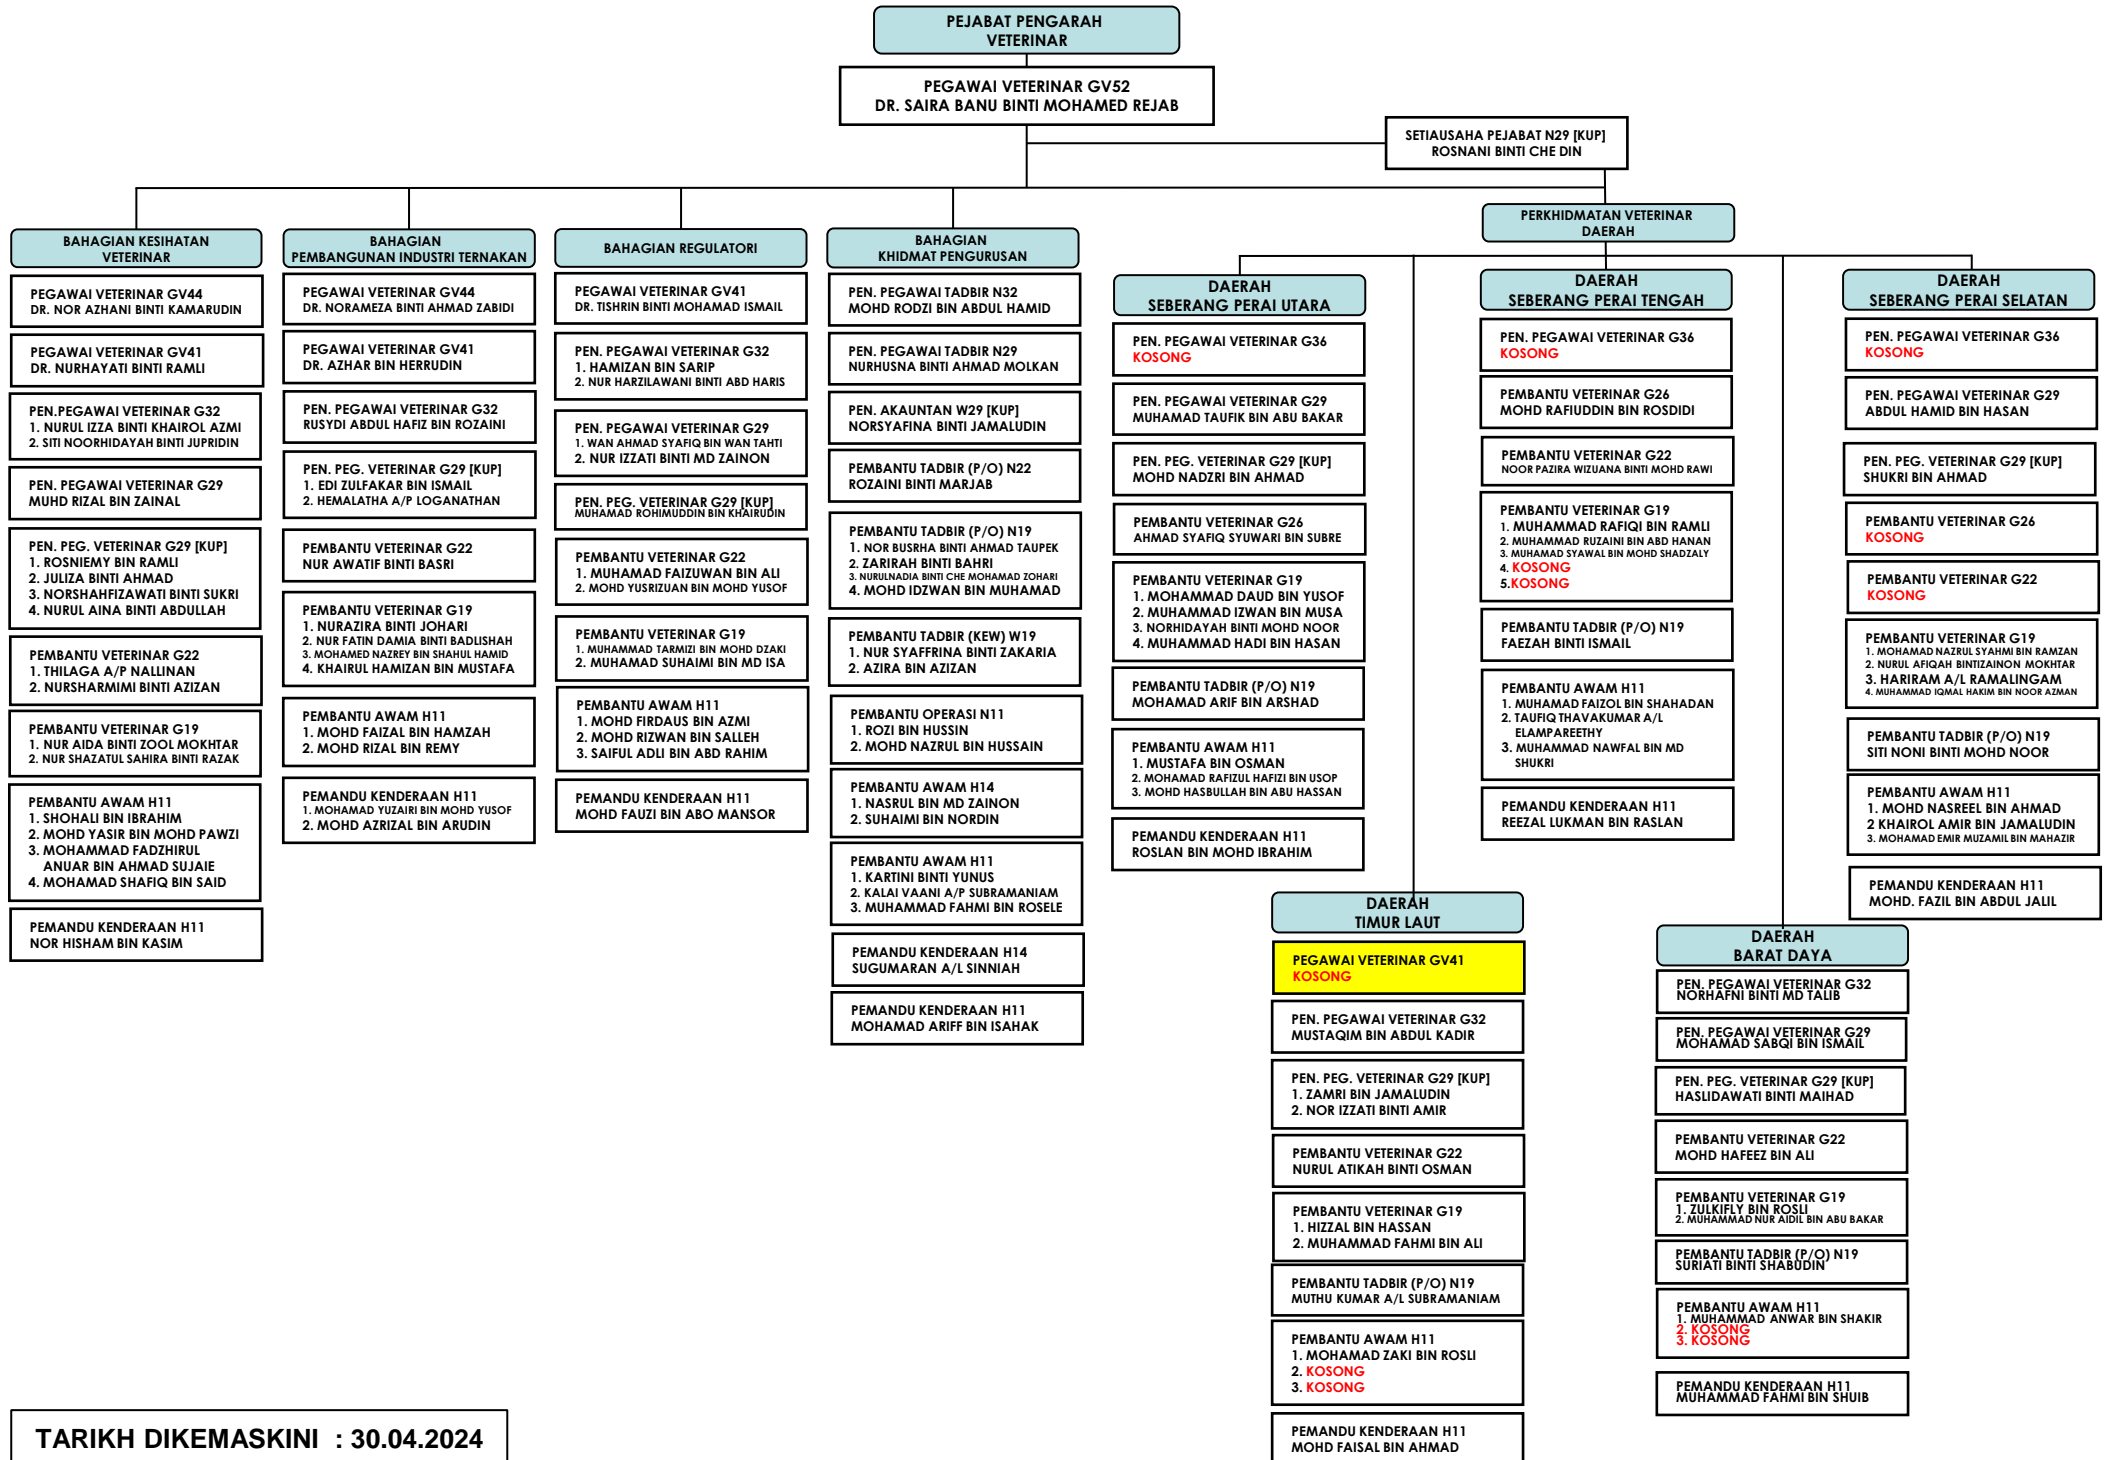 PEJABAT PENGARAH
VETERINAR
PEGAWAI VETERINAR GV52
DR. SAIRA BANU BINTI MOHAMED REJAB
SETIAUSAHA PEJABAT N29 [KUP]
ROSNANI BINTI CHE DIN
BAHAGIAN KESIHATAN
VETERINAR
PEGAWAI VETERINAR GV44
DR. NOR AZHANI BINTI KAMARUDIN
PEGAWAI VETERINAR GV41
DR. NURHAYATI BINTI RAMLI
PEN.PEGAWAI VETERINAR G32
1. NURUL IZZA BINTI KHAIROL AZMI
2. SITI NOORHIDAYAH BINTI JUPRIDIN
PEN. PEGAWAI VETERINAR G29
MUHD RIZAL BIN ZAINAL
PEN. PEG. VETERINAR G29 [KUP]
1. ROSNIEMY BIN RAMLI
2. JULIZA BINTI AHMAD
3. NORSHAHFIZAWATI BINTI SUKRI
4. NURUL AINA BINTI ABDULLAH
PEMBANTU VETERINAR G22
1. THILAGA A/P NALLINAN
2. NURSHARMIMI BINTI AZIZAN
PEMBANTU VETERINAR G19
1. NUR AIDA BINTI ZOOL MOKHTAR
2. NUR SHAZATUL SAHIRA BINTI RAZAK
PEMBANTU AWAM H11
1. SHOHALI BIN IBRAHIM
2. MOHD YASIR BIN MOHD PAWZI
3. MOHAMMAD FADZHIRUL
ANUAR BIN AHMAD SUJAIE
4. MOHAMAD SHAFIQ BIN SAID
PEMANDU KENDERAAN H11
NOR HISHAM BIN KASIM
BAHAGIAN
PEMBANGUNAN INDUSTRI TERNAKAN
PEGAWAI VETERINAR GV44
DR. NORAMEZA BINTI AHMAD ZABIDI
PEGAWAI VETERINAR GV41
DR. AZHAR BIN HERRUDIN
PEN. PEGAWAI VETERINAR G32
RUSYDI ABDUL HAFIZ BIN ROZAINI
PEN. PEG. VETERINAR G29 [KUP]
1. EDI ZULFAKAR BIN ISMAIL
2. HEMALATHA A/P LOGANATHAN
PEMBANTU VETERINAR G22
NUR AWATIF BINTI BASRI
PEMBANTU VETERINAR G19
1. NURAZIRA BINTI JOHARI
2. NUR FATIN DAMIA BINTI BADLISHAH
3. MOHAMED NAZREY BIN SHAHUL HAMID
4. KHAIRUL HAMIZAN BIN MUSTAFA
PEMBANTU AWAM H11
1. MOHD FAIZAL BIN HAMZAH
2. MOHD RIZAL BIN REMY
PEMANDU KENDERAAN H11
1. MOHAMAD YUZAIRI BIN MOHD YUSOF
2. MOHD AZRIZAL BIN ARUDIN
BAHAGIAN REGULATORI
PEGAWAI VETERINAR GV41
DR. TISHRIN BINTI MOHAMAD ISMAIL
PEN. PEGAWAI VETERINAR G32
1. HAMIZAN BIN SARIP
2. NUR HARZILAWANI BINTI ABD HARIS
PEN. PEGAWAI VETERINAR G29
1. WAN AHMAD SYAFIQ BIN WAN TAHTI
2. NUR IZZATI BINTI MD ZAINON
PEN. PEG. VETERINAR G29 [KUP]
MUHAMAD ROHIMUDDIN BIN KHAIRUDIN
PEMBANTU VETERINAR G22
1. MUHAMAD FAIZUWAN BIN ALI
2. MOHD YUSRIZUAN BIN MOHD YUSOF
PEMBANTU VETERINAR G19
1. MUHAMMAD TARMIZI BIN MOHD DZAKI
2. MUHAMAD SUHAIMI BIN MD ISA
PEMBANTU AWAM H11
1. MOHD FIRDAUS BIN AZMI
2. MOHD RIZWAN BIN SALLEH
3. SAIFUL ADLI BIN ABD RAHIM
PEMANDU KENDERAAN H11
MOHD FAUZI BIN ABO MANSOR
BAHAGIAN
KHIDMAT PENGURUSAN
PEN. PEGAWAI TADBIR N32
MOHD RODZI BIN ABDUL HAMID
PEN. PEGAWAI TADBIR N29
NURHUSNA BINTI AHMAD MOLKAN
PEN. AKAUNTAN W29 [KUP]
NORSYAFINA BINTI JAMALUDIN
PEMBANTU TADBIR (P/O) N22
ROZAINI BINTI MARJAB
PEMBANTU TADBIR (P/O) N19
1. NOR BUSRHA BINTI AHMAD TAUPEK
2. ZARIRAH BINTI BAHRI
3. NURULNADIA BINTI CHE MOHAMAD ZOHARI
4. MOHD IDZWAN BIN MUHAMAD
PEMBANTU TADBIR (KEW) W19
1. NUR SYAFFRINA BINTI ZAKARIA
2. AZIRA BIN AZIZAN
PEMBANTU OPERASI N11
1. ROZI BIN HUSSIN
2. MOHD NAZRUL BIN HUSSAIN
PEMBANTU AWAM H14
1. NASRUL BIN MD ZAINON
2. SUHAIMI BIN NORDIN
PEMBANTU AWAM H11
1. KARTINI BINTI YUNUS
2. KALAI VAANI A/P SUBRAMANIAM
3. MUHAMMAD FAHMI BIN ROSELE
PEMANDU KENDERAAN H14
SUGUMARAN A/L SINNIAH
PEMANDU KENDERAAN H11
MOHAMAD ARIFF BIN ISAHAK
PERKHIDMATAN VETERINAR
DAERAH
DAERAH
SEBERANG PERAI UTARA
PEN. PEGAWAI VETERINAR G36
KOSONG
PEN. PEGAWAI VETERINAR G29
MUHAMAD TAUFIK BIN ABU BAKAR
PEN. PEG. VETERINAR G29 [KUP]
MOHD NADZRI BIN AHMAD
PEMBANTU VETERINAR G26
AHMAD SYAFIQ SYUWARI BIN SUBRE
PEMBANTU VETERINAR G19
1. MOHAMMAD DAUD BIN YUSOF
2. MUHAMMAD IZWAN BIN MUSA
3. NORHIDAYAH BINTI MOHD NOOR
4. MUHAMMAD HADI BIN HASAN
PEMBANTU TADBIR (P/O) N19
MOHAMAD ARIF BIN ARSHAD
PEMBANTU AWAM H11
1. MUSTAFA BIN OSMAN
2. MOHAMAD RAFIZUL HAFIZI BIN USOP
3. MOHD HASBULLAH BIN ABU HASSAN
PEMANDU KENDERAAN H11
ROSLAN BIN MOHD IBRAHIM
DAERAH
SEBERANG PERAI TENGAH
PEN. PEGAWAI VETERINAR G36
KOSONG
PEMBANTU VETERINAR G26
MOHD RAFIUDDIN BIN ROSDIDI
PEMBANTU VETERINAR G22
NOOR PAZIRA WIZUANA BINTI MOHD RAWI
PEMBANTU VETERINAR G19
1. MUHAMMAD RAFIQI BIN RAMLI
2. MUHAMMAD RUZAINI BIN ABD HANAN
3. MUHAMAD SYAWAL BIN MOHD SHADZALY
4. KOSONG
5.KOSONG
PEMBANTU TADBIR (P/O) N19
FAEZAH BINTI ISMAIL
PEMBANTU AWAM H11
1. MUHAMAD FAIZOL BIN SHAHADAN
2. TAUFIQ THAVAKUMAR A/L
ELAMPAREETHY
3. MUHAMMAD NAWFAL BIN MD
SHUKRI
PEMANDU KENDERAAN H11
REEZAL LUKMAN BIN RASLAN
DAERAH
SEBERANG PERAI SELATAN
PEN. PEGAWAI VETERINAR G36
KOSONG
PEN. PEGAWAI VETERINAR G29
ABDUL HAMID BIN HASAN
PEN. PEG. VETERINAR G29 [KUP]
SHUKRI BIN AHMAD
PEMBANTU VETERINAR G26
KOSONG
PEMBANTU VETERINAR G22
KOSONG
PEMBANTU VETERINAR G19
1. MOHAMAD NAZRUL SYAHMI BIN RAMZAN
2. NURUL AFIQAH BINTIZAINON MOKHTAR
3. HARIRAM A/L RAMALINGAM
4. MUHAMMAD IQMAL HAKIM BIN NOOR AZMAN
PEMBANTU TADBIR (P/O) N19
SITI NONI BINTI MOHD NOOR
PEMBANTU AWAM H11
1. MOHD NASREEL BIN AHMAD
2 KHAIROL AMIR BIN JAMALUDIN
3. MOHAMAD EMIR MUZAMIL BIN MAHAZIR
PEMANDU KENDERAAN H11
MOHD. FAZIL BIN ABDUL JALIL
DAERAH
TIMUR LAUT
PEGAWAI VETERINAR GV41
KOSONG
PEN. PEGAWAI VETERINAR G32
MUSTAQIM BIN ABDUL KADIR
PEN. PEG. VETERINAR G29 [KUP]
1. ZAMRI BIN JAMALUDIN
2. NOR IZZATI BINTI AMIR
PEMBANTU VETERINAR G22
NURUL ATIKAH BINTI OSMAN
PEMBANTU VETERINAR G19
1. HIZZAL BIN HASSAN
2. MUHAMMAD FAHMI BIN ALI
PEMBANTU TADBIR (P/O) N19
MUTHU KUMAR A/L SUBRAMANIAM
PEMBANTU AWAM H11
1. MOHAMAD ZAKI BIN ROSLI
2. KOSONG
3. KOSONG
PEMANDU KENDERAAN H11
MOHD FAISAL BIN AHMAD
DAERAH
BARAT DAYA
PEN. PEGAWAI VETERINAR G32
NORHAFNI BINTI MD TALIB
PEN. PEGAWAI VETERINAR G29
MOHAMAD SABQI BIN ISMAIL
PEN. PEG. VETERINAR G29 [KUP]
HASLIDAWATI BINTI MAIHAD
PEMBANTU VETERINAR G22
MOHD HAFEEZ BIN ALI
PEMBANTU VETERINAR G19
1. ZULKIFLY BIN ROSLI
2. MUHAMMAD NUR AIDIL BIN ABU BAKAR
PEMBANTU TADBIR (P/O) N19
SURIATI BINTI SHABUDIN
PEMBANTU AWAM H11
1. MUHAMMAD ANWAR BIN SHAKIR
2. KOSONG
3. KOSONG
PEMANDU KENDERAAN H11
MUHAMMAD FAHMI BIN SHUIB
TARIKH DIKEMASKINI : 30.04.2024